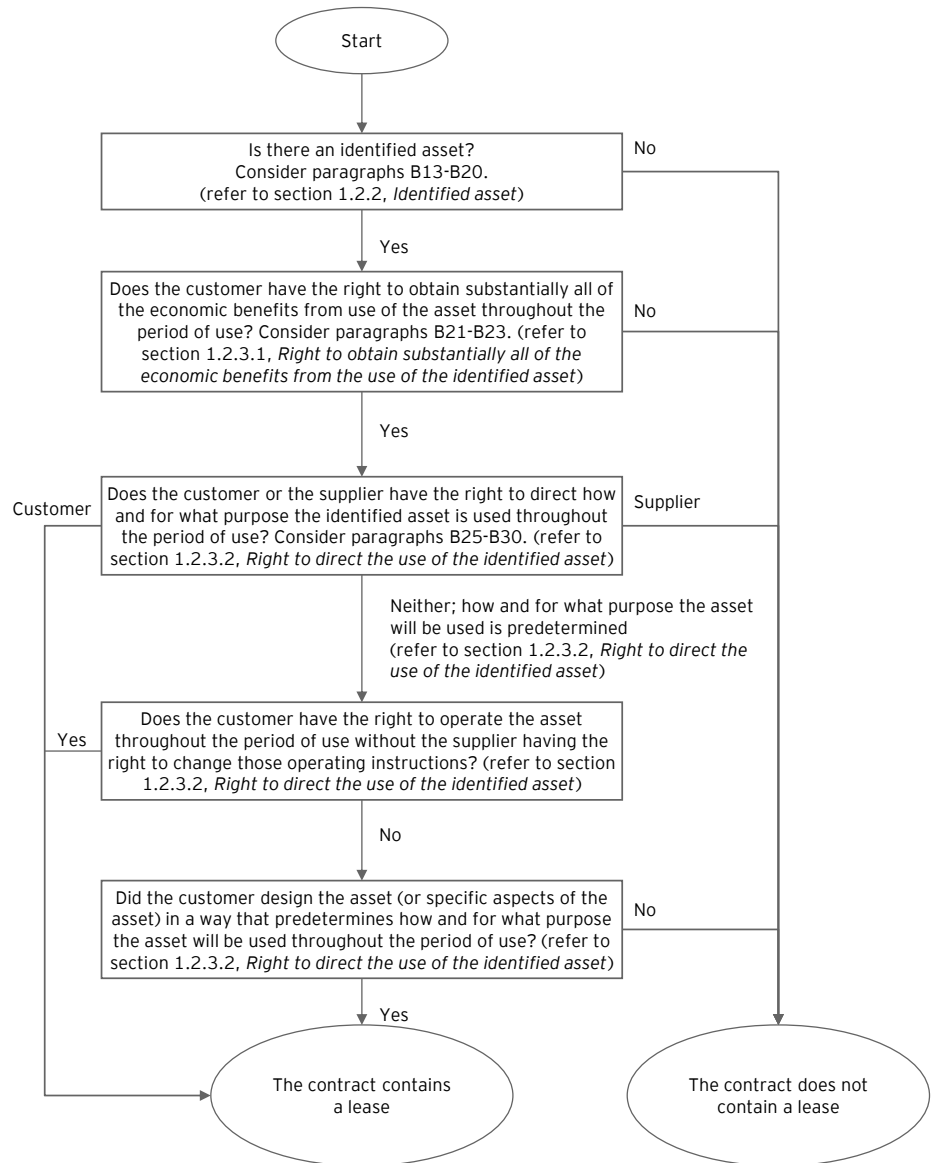 Start
Is there an identified asset?
Consider paragraphs B13-B20.
(refer to section 1.2.2, Identified asset)
No
Yes
Does the customer have the right to obtain substantially all of
the economic benefits from use of the asset throughout the
period of use? Consider paragraphs B21-B23. (refer to
section 1.2.3.1, Right to obtain substantially all of the
economic benefits from the use of the identified asset)
No
Yes
Customer
Does the customer or the supplier have the right to direct how
and for what purpose the identified asset is used throughout
the period of use? Consider paragraphs B25-B30. (refer to
section 1.2.3.2, Right to direct the use of the identified asset)
Supplier
Neither; how and for what purpose the asset
will be used is predetermined
(refer to section 1.2.3.2, Right to direct the
use of the identified asset)
Yes
Does the customer have the right to operate the asset
throughout the period of use without the supplier having the
right to change those operating instructions? (refer to section
1.2.3.2, Right to direct the use of the identified asset)
No
Did the customer design the asset (or specific aspects of the
asset) in a way that predetermines how and for what purpose
the asset will be used throughout the period of use? (refer to
section 1.2.3.2, Right to direct the use of the identified asset)
No
Yes
The contract contains
a lease
The contract does not
contain a lease